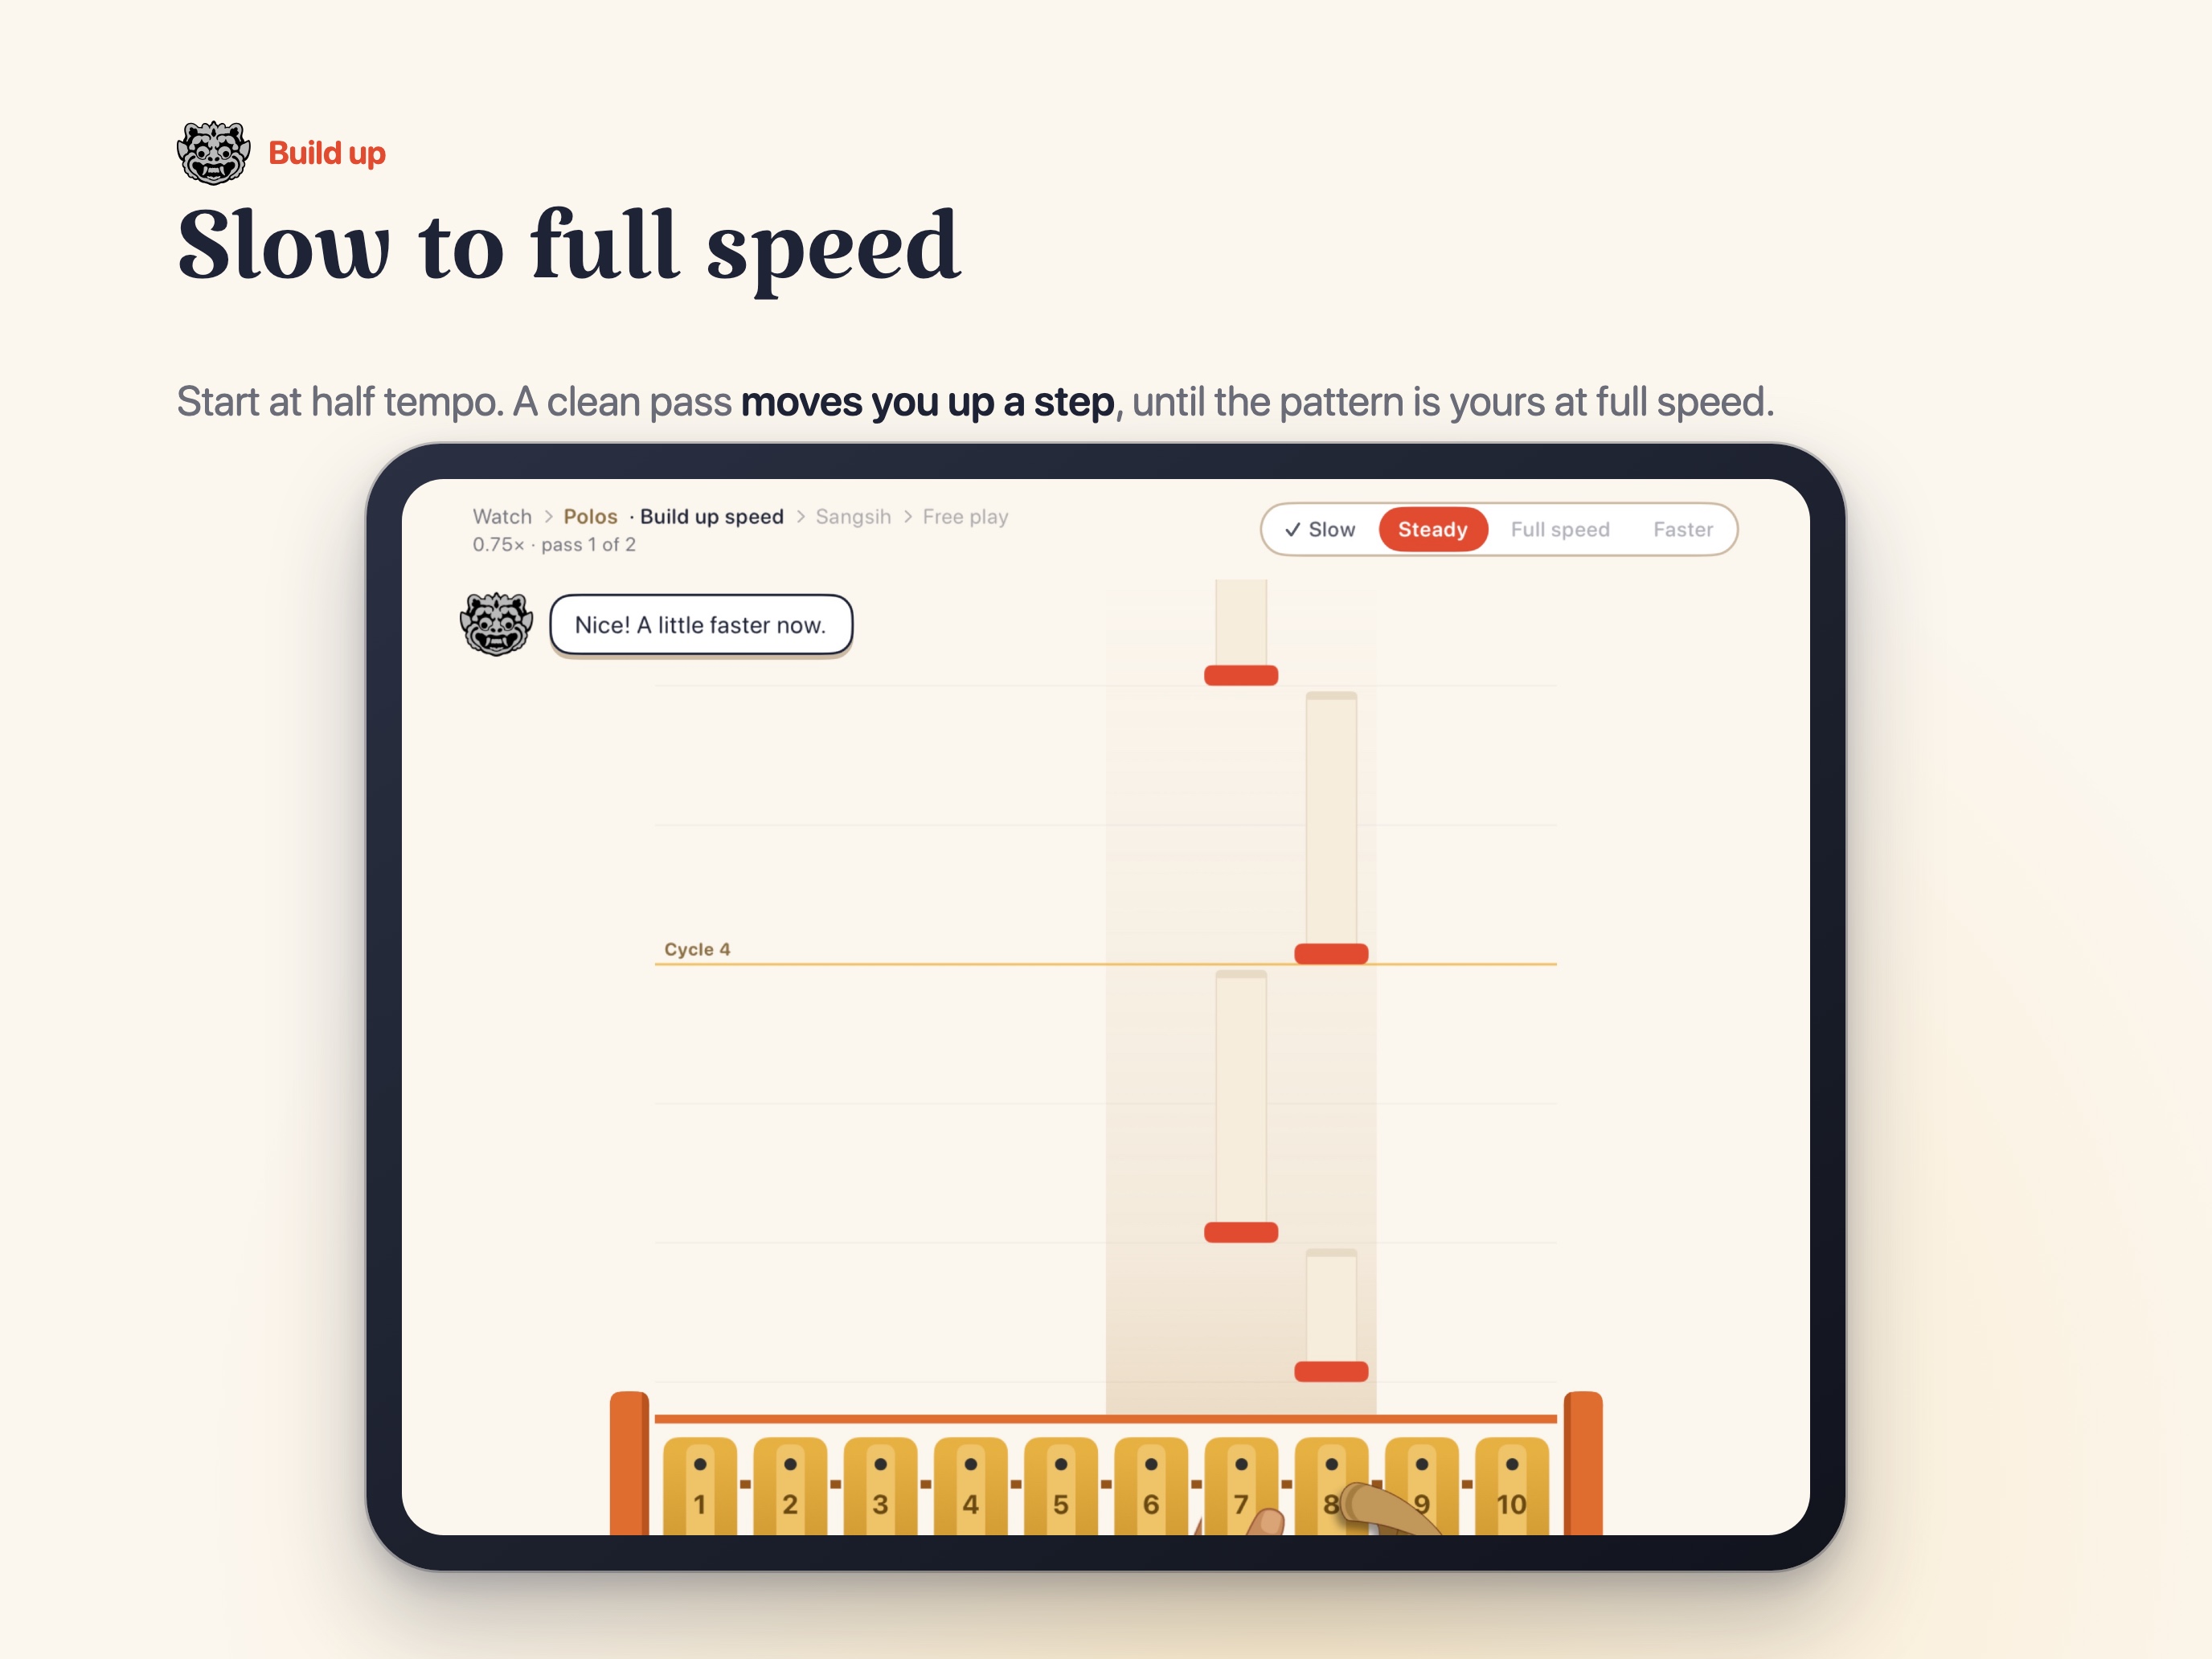 Build up
Slow to full speed
Start at half tempo. A clean pass moves you up a step, until the pattern is yours at full speed.
Watch > Polos · Build up speed > Sangsih > Free play
0.75× · pass 1 of 2
✓ Slow Steady Full speed Faster
Nice! A little faster now.
Cycle 4
1 2 3 4 5 6 7 8 9 10